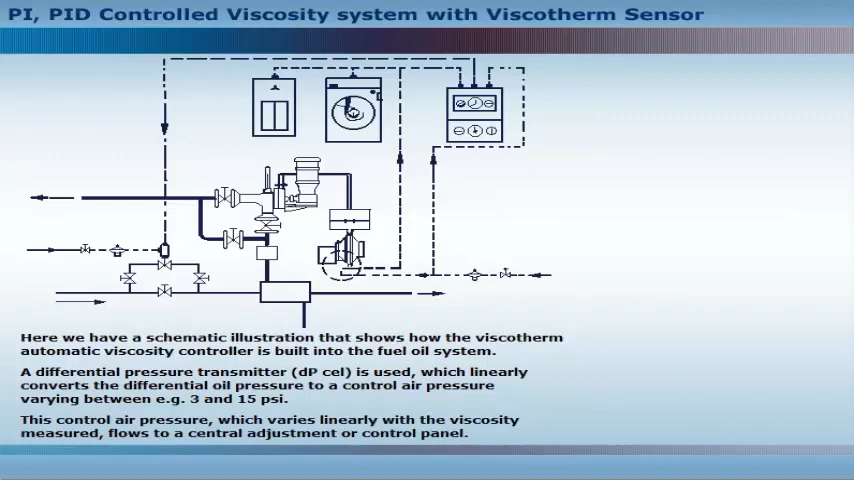 PI, PID Controlled Viscosity system with Viscotherm Sensor
Here we have a schematic illustration that shows how the viscotherm
automatic viscosity controller is built into the fuel oil system.
A differential pressure transmitter (dP cel) is used, which linearly
converts the differential oil pressure to a control air pressure
varying between e.g. 3 and 15 psi.
This control air pressure, which varies linearly with the viscosity
measured, flows to a central adjustment or control panel.